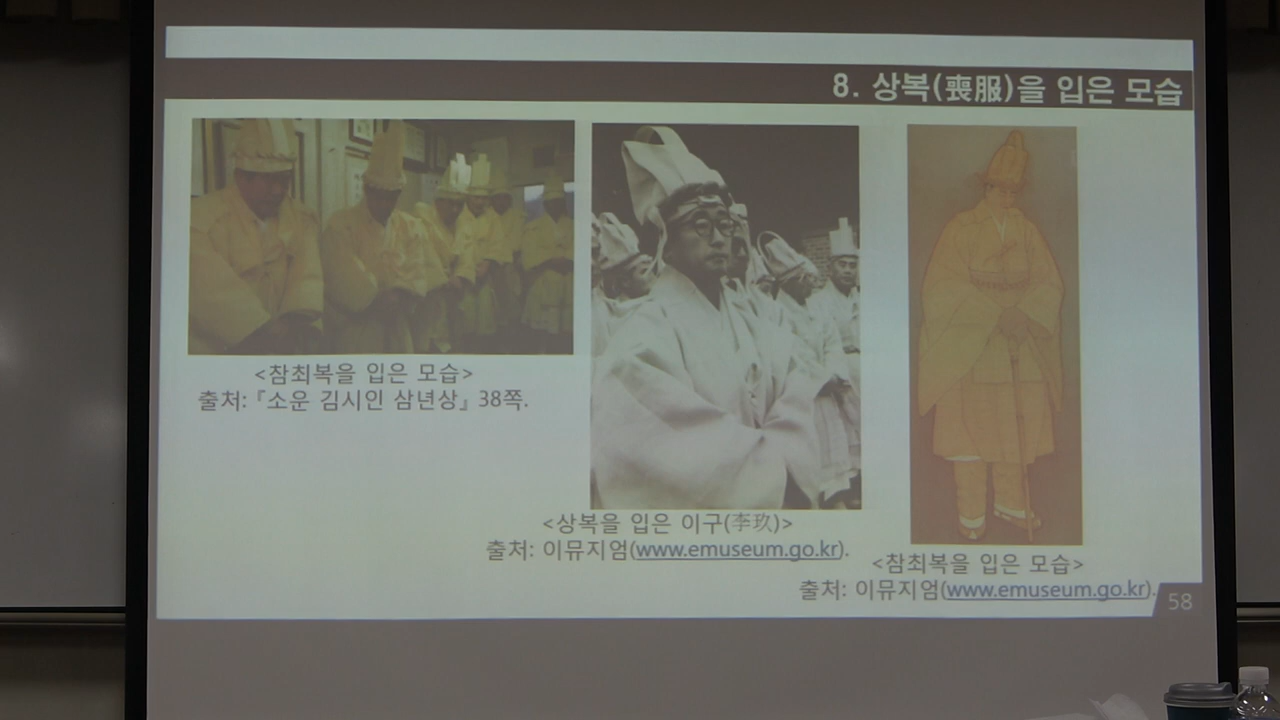 8. 상복(喪服)을 입은 모습
<참최복을 입은 모습>
출처: 『소운 김시인 삼년상』 38쪽.
<상복을 입은 이구(李玖)>
출처: 이뮤지엄(www.emuseum.go.kr).
<참최복을 입은 모습>
출처: 이뮤지엄(www.emuseum.go.kr).
58